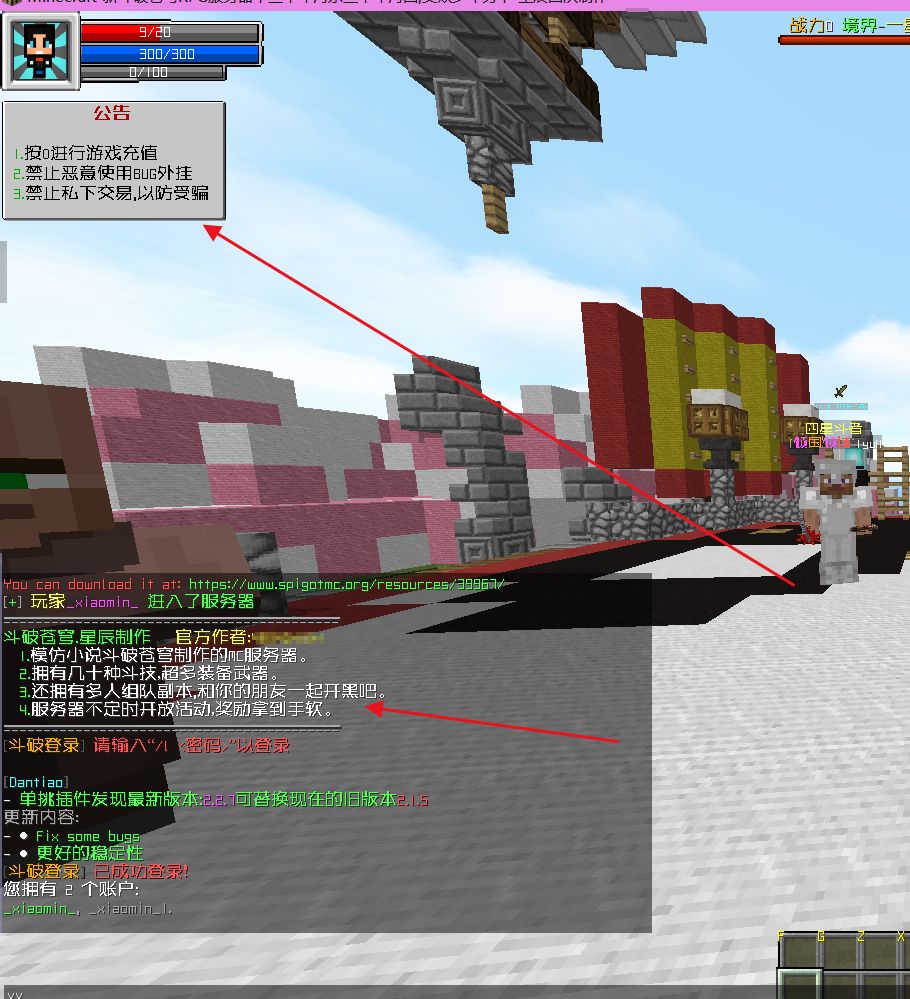 9/20
300/300
0/100
战力0 境界-一
公告
1.按O进行游戏充值
2.禁止恶意使用BUG外挂
3.禁止私下交易,以防受骗
四星斗者
You can download it at: https://www.spigotmc.org/resources/39967/
[+] 玩家_xiaomin_ 进入了服务器
斗破苍穹.星辰制作 官方作者:
1.模仿小说斗破苍穹制作的MC服务器。
2.拥有几十种斗技,超多装备武器。
3.还拥有多人组队副本,和你的朋友一起开黑吧。
4.服务器不定时开放活动,奖励拿到手软。
[斗破登录] 请输入“/l <密码>”以登录
[Dantiao]
- 单挑插件发现最新版本:2.2.7可替换现在的旧版本2.1.5
更新内容:
- ● Fix some bugs
- ● 更好的稳定性
[斗破登录] 已成功登录!
您拥有 2 个账户:
_xiaomin_, _xiaomin_1.
F G Z X